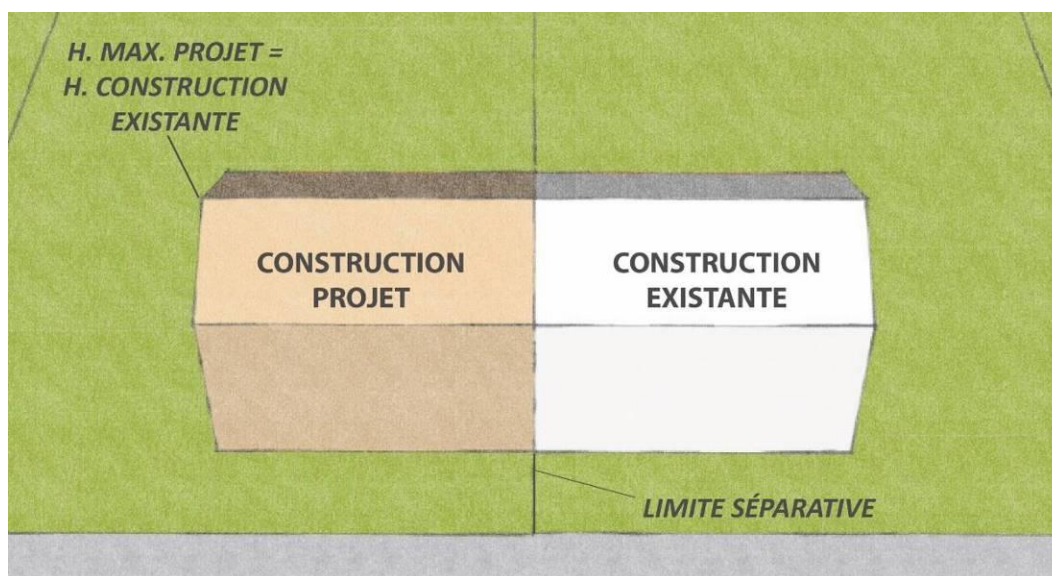 H. MAX. PROJET =
H. CONSTRUCTION
EXISTANTE
CONSTRUCTION
PROJET
CONSTRUCTION
EXISTANTE
LIMITE SÉPARATIVE